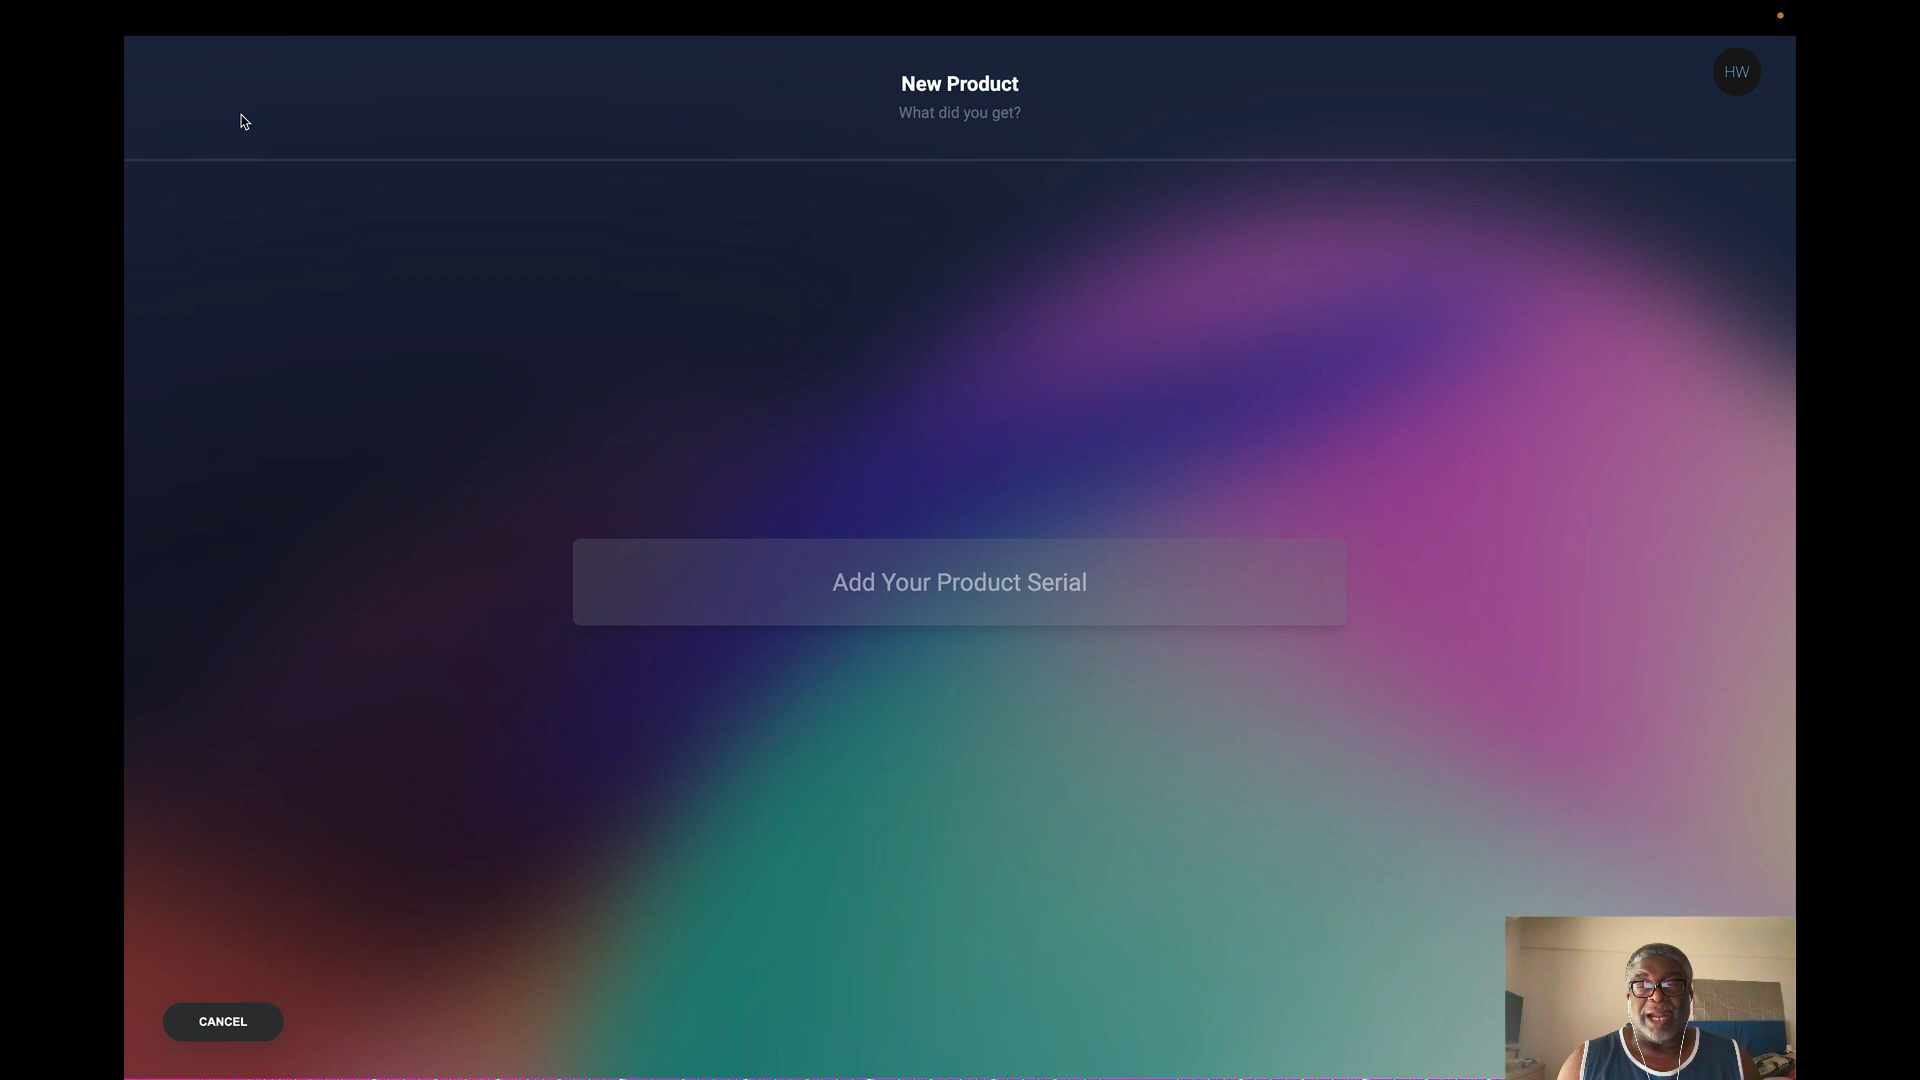 New Product
HW
What did you get?
Add Your Product Serial
CANCEL